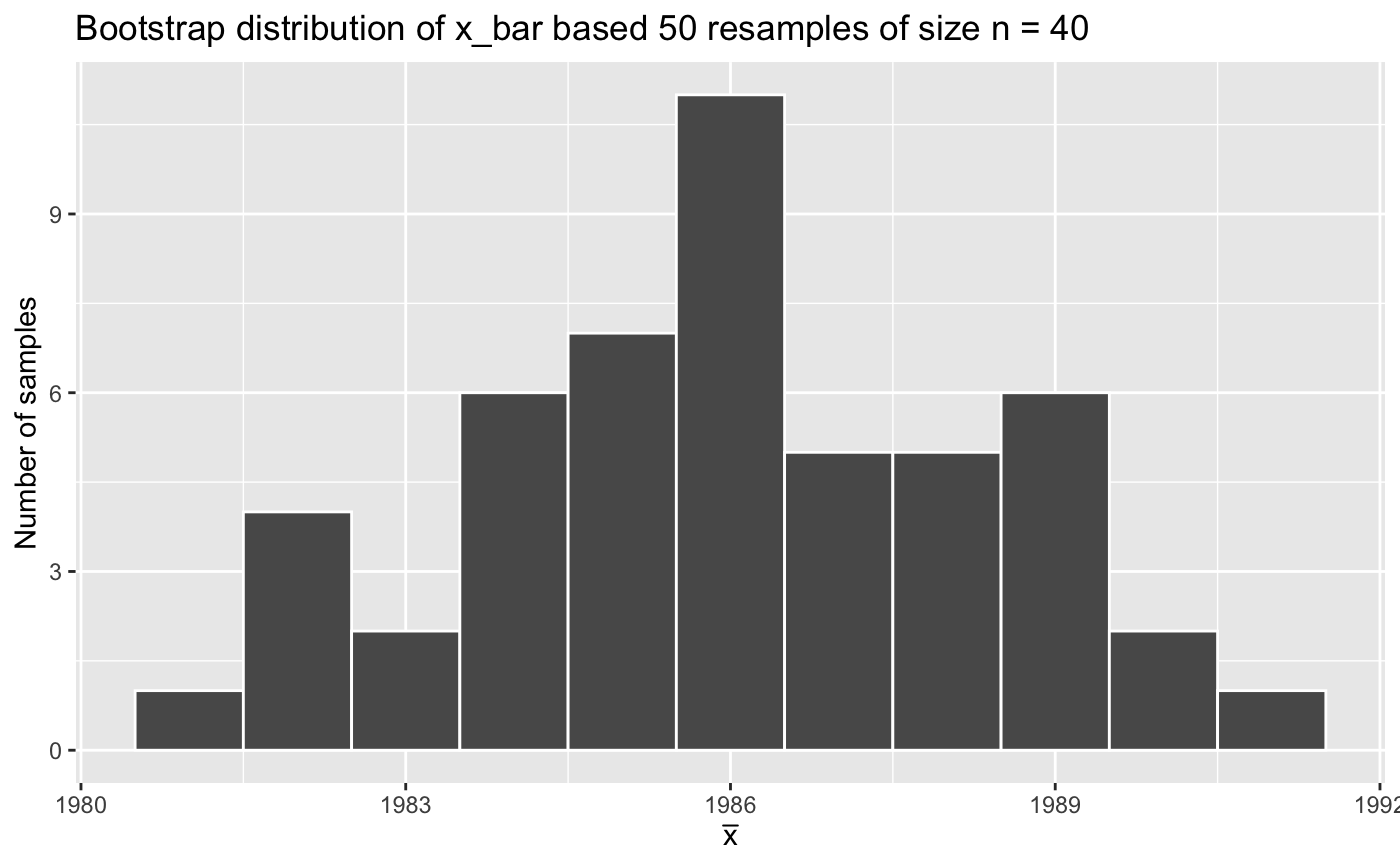 Bootstrap distribution of x_bar based 50 resamples of size n = 40
Number of samples
9
6
3
0
1980 1983 1986 1989 1992
x̅